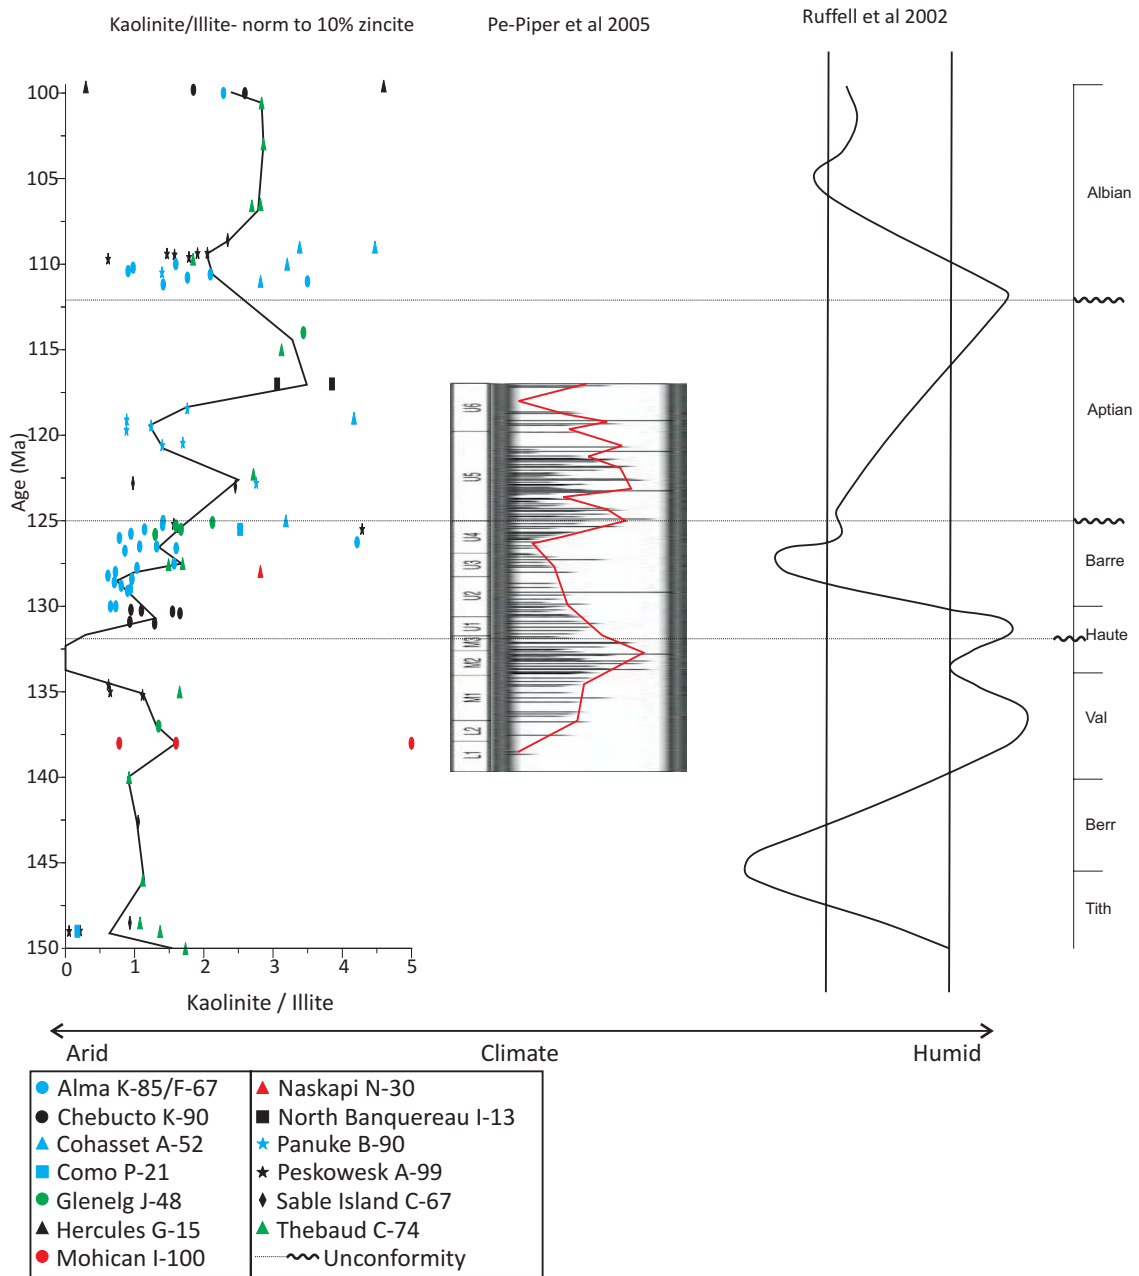 Kaolinite/Illite- norm to 10% zincite
Pe-Piper et al 2005
Ruffell et al 2002
100
105
110
115
120
125
130
135
140
145
150
Age (Ma)
0 1 2 3 4 5
Kaolinite / Illite
U6
U5
U4
U3
U2
U1
M3
M2
M1
L2
L1
Albian
Aptian
Barre
Haute
Val
Berr
Tith
Arid Climate Humid
Alma K-85/F-67
Chebucto K-90
Cohasset A-52
Como P-21
Glenelg J-48
Hercules G-15
Mohican I-100
Naskapi N-30
North Banquereau I-13
Panuke B-90
Peskowesk A-99
Sable Island C-67
Thebaud C-74
Unconformity